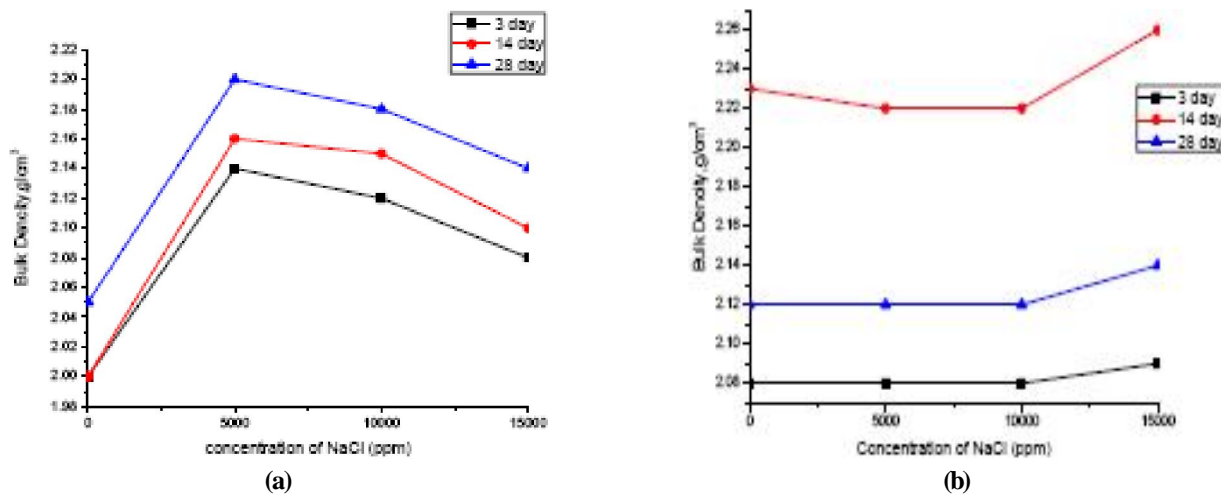 3 day
14 day
28 day
2.22
2.20
2.18
2.16
2.14
2.12
2.10
2.08
2.06
2.04
2.02
2.00
1.98
Bulk Dencity,g/cm³
0
5000
10000
15000
concentration of NaCl (ppm)
(a)
3 day
14 day
28 day
2.26
2.24
2.22
2.20
2.18
2.16
2.14
2.12
2.10
2.08
Bulk Dencity,g/cm³
0
5000
10000
15000
Concentration of NaCl (ppm)
(b)